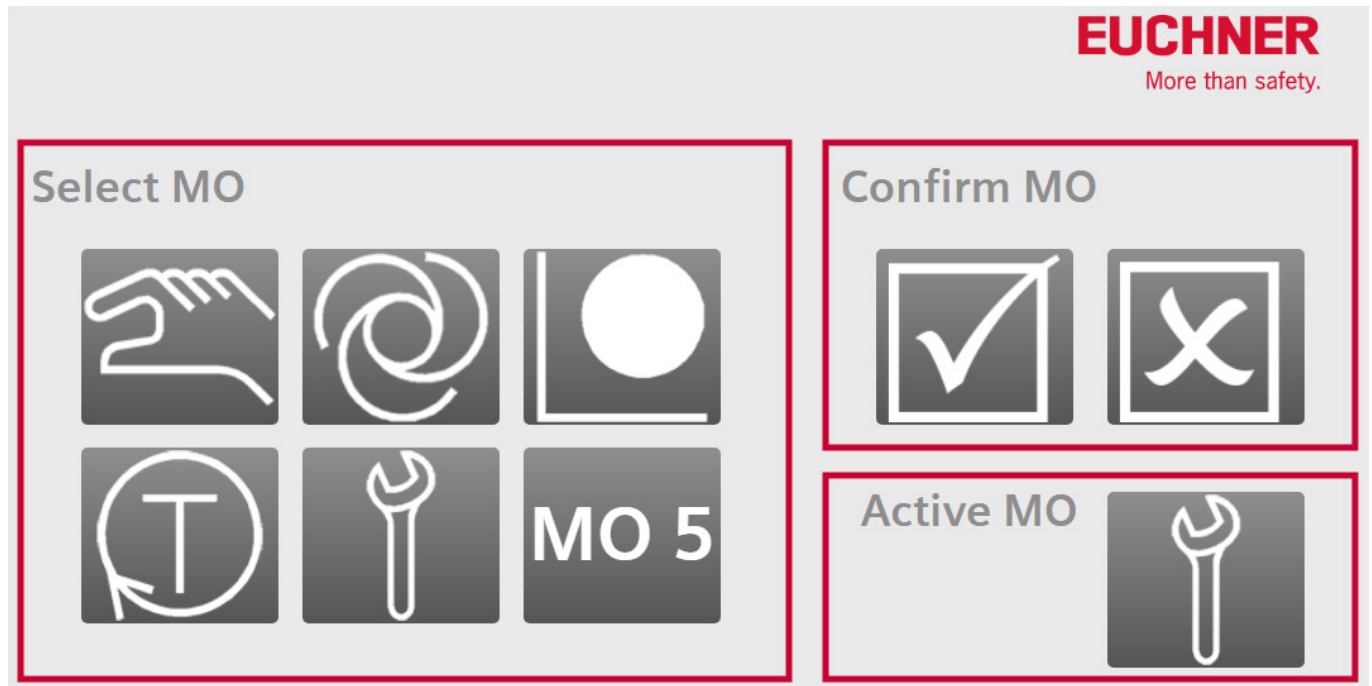 EUCHNER
More than safety.
Select MO
Confirm MO
T
MO 5
Active MO